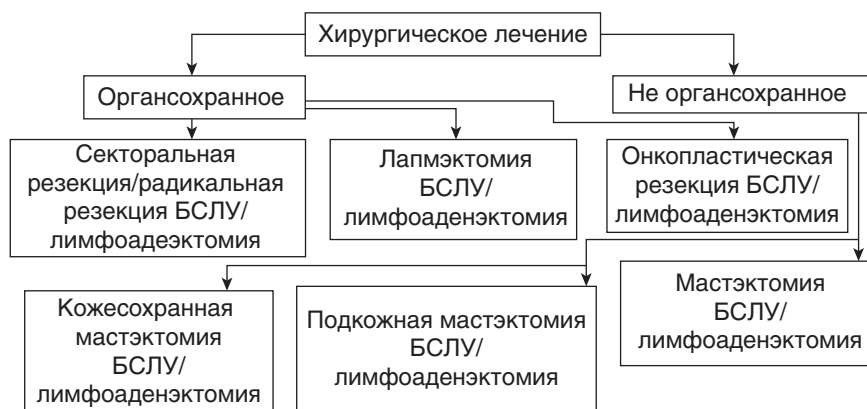 Хирургическое лечение
Органсохранное
Не органсохранное
Секторальная
резекция/радикальная
резекция БСЛУ/
лимфоадеэктомия
Лапмэктомия
БСЛУ/
лимфоаденэктомия
Онкопластическая
резекция БСЛУ/
лимфоаденэктомия
Кожесохранная
мастэктомия
БСЛУ/
лимфоаденэктомия
Подкожная мастэктомия
БСЛУ/
лимфоаденэктомия
Мастэктомия
БСЛУ/
лимфоаденэктомия